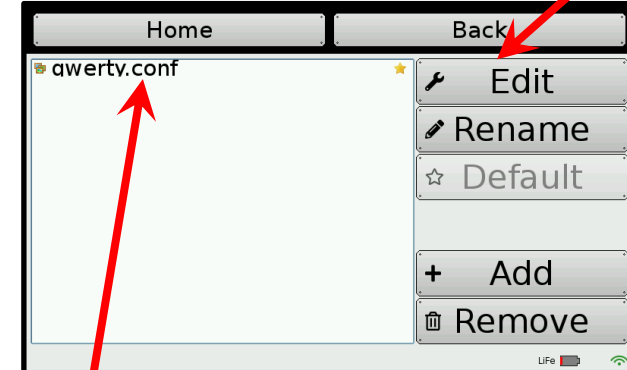 Home
Back
qwerty.conf
Edit
Rename
Default
Add
Remove
LiFe